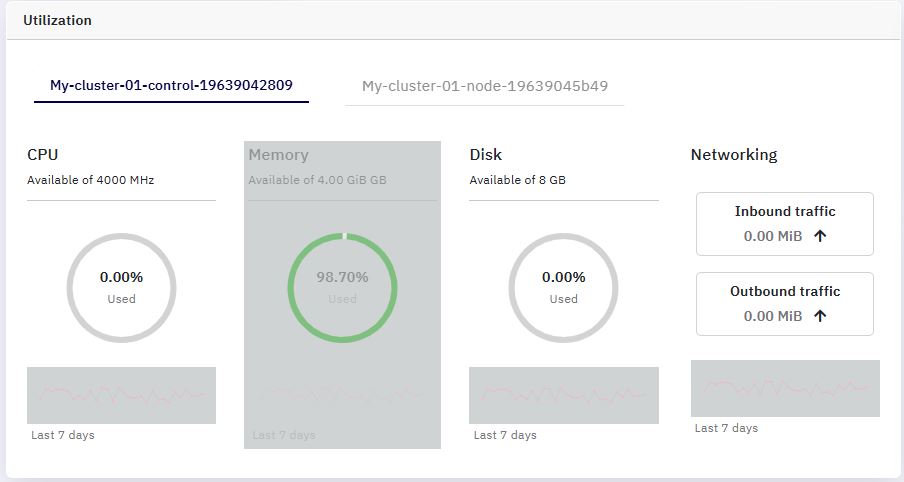 Utilization
My-cluster-01-control-19639042809
My-cluster-01-node-19639045b49
CPU
Available of 4000 MHz
0.00%
Used
Last 7 days
Memory
Available of 4.00 GiB GB
98.70%
Used
Last 7 days
Disk
Available of 8 GB
0.00%
Used
Last 7 days
Networking
Inbound traffic
0.00 MiB ↑
Outbound traffic
0.00 MiB ↑
Last 7 days